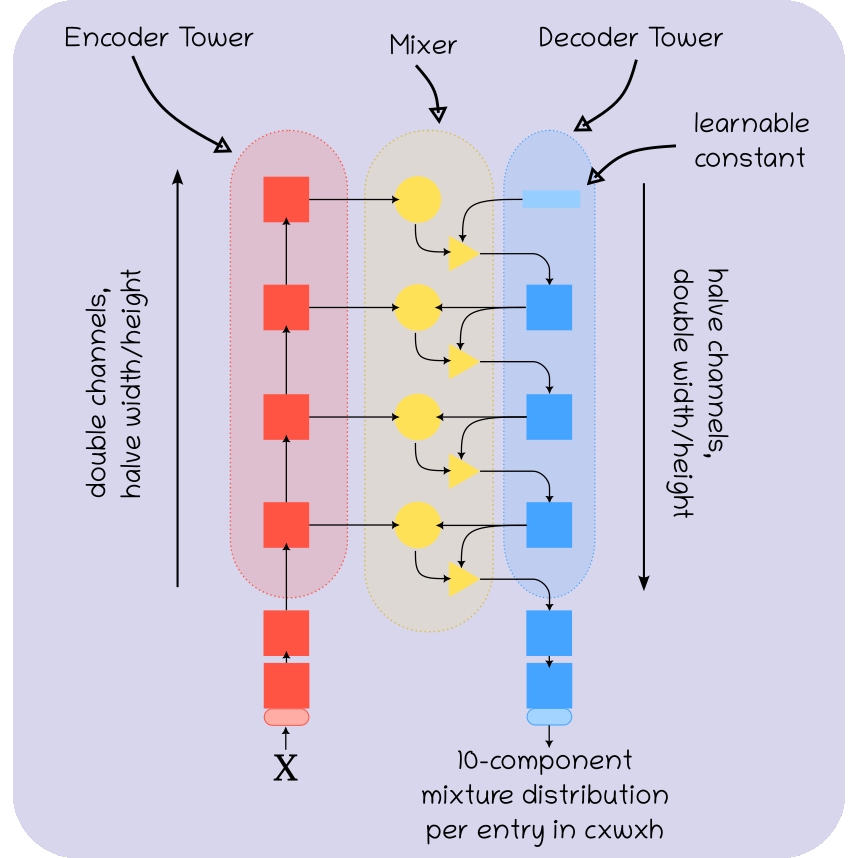 Encoder Tower
Mixer
Decoder Tower
learnable
constant
double channels,
halve width/height
halve channels,
double width/height
X
10-component
mixture distribution
per entry in cxwxh